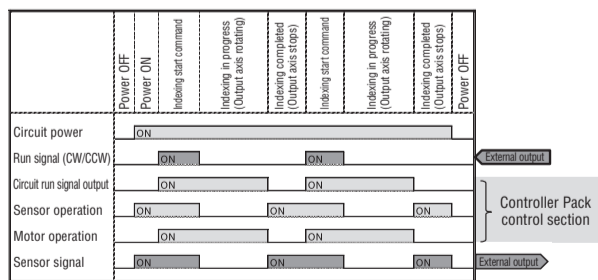 Power OFF
Power ON
Indexing start command
Indexing in progress
(Output axis rotating)
Indexing completed
(Output axis stops)
Indexing start command
Indexing in progress
(Output axis rotating)
Indexing completed
(Output axis stops)
Power OFF
Circuit power
ON
Run signal (CW/CCW)
ON
ON
External output
Circuit run signal output
ON
ON
Sensor operation
ON
ON
ON
Controller Pack
control section
Motor operation
ON
ON
Sensor signal
ON
ON
ON
External output